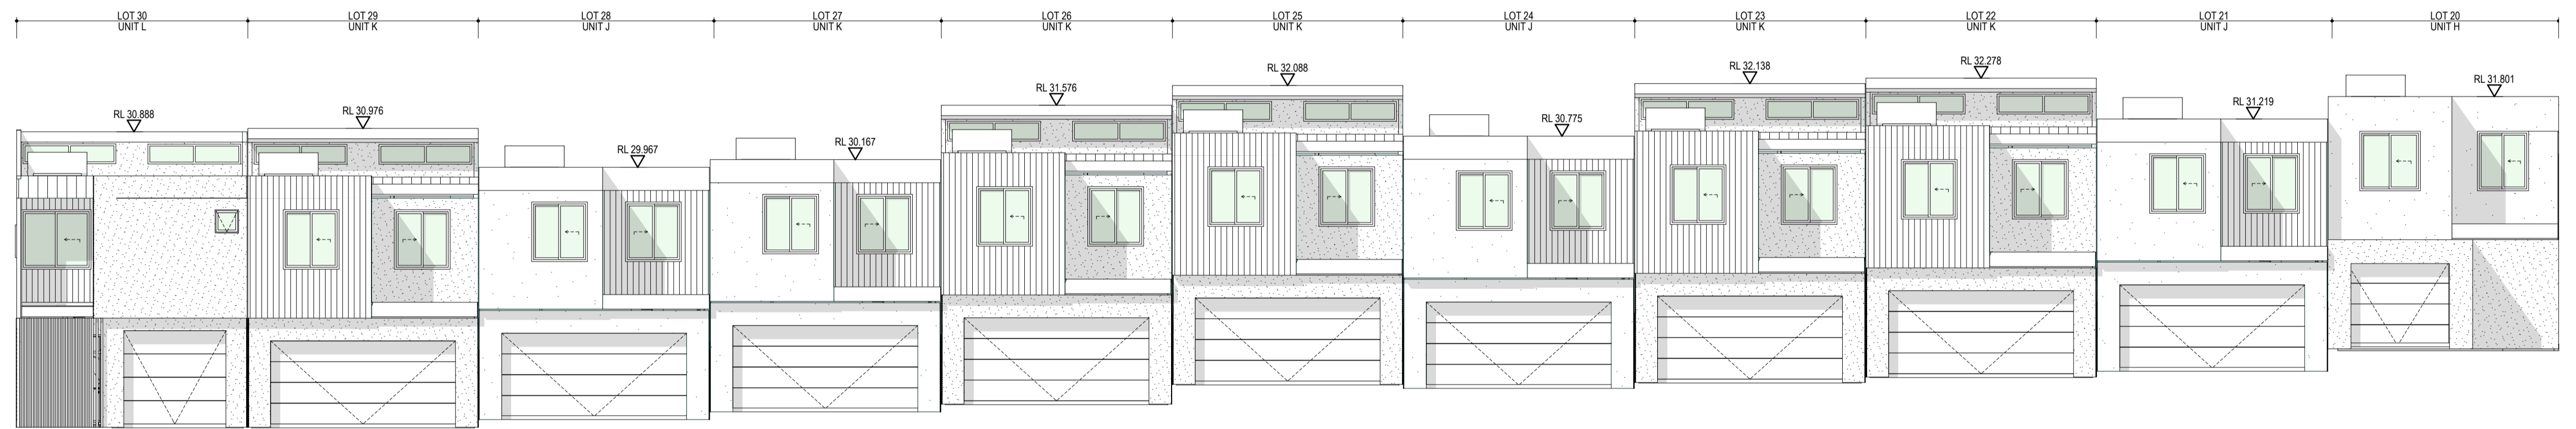 LOT 30
UNIT L
LOT 29
UNIT K
LOT 28
UNIT J
LOT 27
UNIT K
LOT 26
UNIT K
LOT 25
UNIT K
LOT 24
UNIT J
LOT 23
UNIT K
LOT 22
UNIT K
LOT 21
UNIT J
LOT 20
UNIT H
RL 30.888
RL 30.976
RL 29.967
RL 30.167
RL 31.576
RL 32.088
RL 30.775
RL 32.138
RL 32.278
RL 31.219
RL 31.801